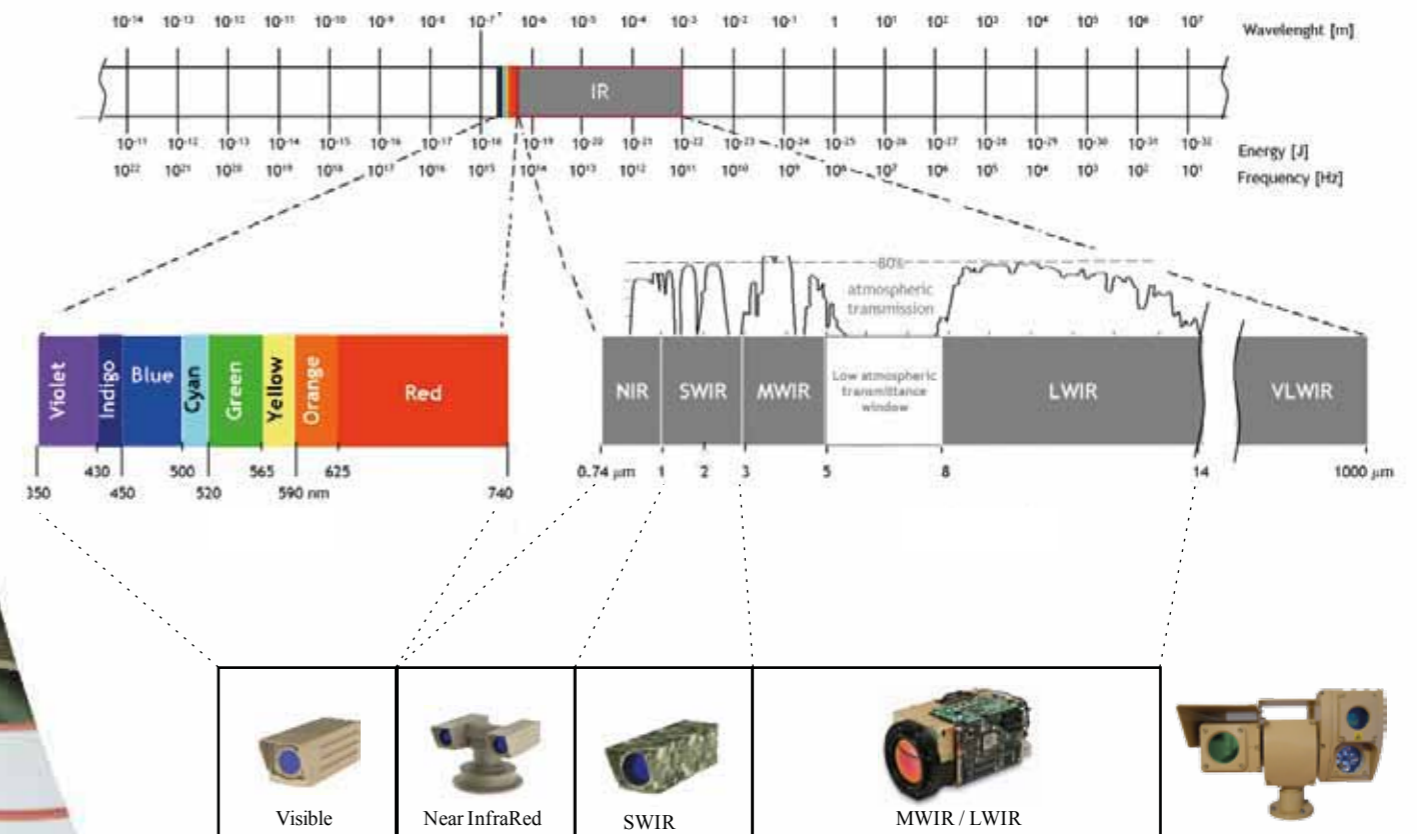 10⁻¹⁴ 10⁻¹³ 10⁻¹² 10⁻¹¹ 10⁻¹⁰ 10⁻⁹ 10⁻⁸ 10⁻⁷ 10⁻⁶ 10⁻⁵ 10⁻⁴ 10⁻³ 10⁻² 10⁻¹ 1 10¹ 10² 10³ 10⁴ 10⁵ 10⁶ 10⁷ Wavelenght [m]
IR
10⁻¹¹ 10⁻¹² 10⁻¹³ 10⁻¹⁴ 10⁻¹⁵ 10⁻¹⁶ 10⁻¹⁷ 10⁻¹⁸ 10⁻¹⁹ 10⁻²⁰ 10⁻²¹ 10⁻²² 10⁻²³ 10⁻²⁴ 10⁻²⁵ 10⁻²⁶ 10⁻²⁷ 10⁻²⁸ 10⁻²⁹ 10⁻³⁰ 10⁻³¹ 10⁻³² Energy [J]
10²² 10²¹ 10²⁰ 10¹⁹ 10¹⁸ 10¹⁷ 10¹⁶ 10¹⁵ 10¹⁴ 10¹³ 10¹² 10¹¹ 10¹⁰ 10⁹ 10⁸ 10⁷ 10⁶ 10⁵ 10⁴ 10³ 10² 10¹ Frequency [Hz]
80%
atmospheric
transmission
Violet Indigo Blue Cyan Green Yellow Orange Red
430 500 565 625
350 450 520 590 nm 740
NIR SWIR MWIR
Low atmospheric
transmittance
window
LWIR VLWIR
0.74 µm 1 2 3 5 8 14 1000 µm
Visible
Near InfraRed
SWIR
MWIR / LWIR